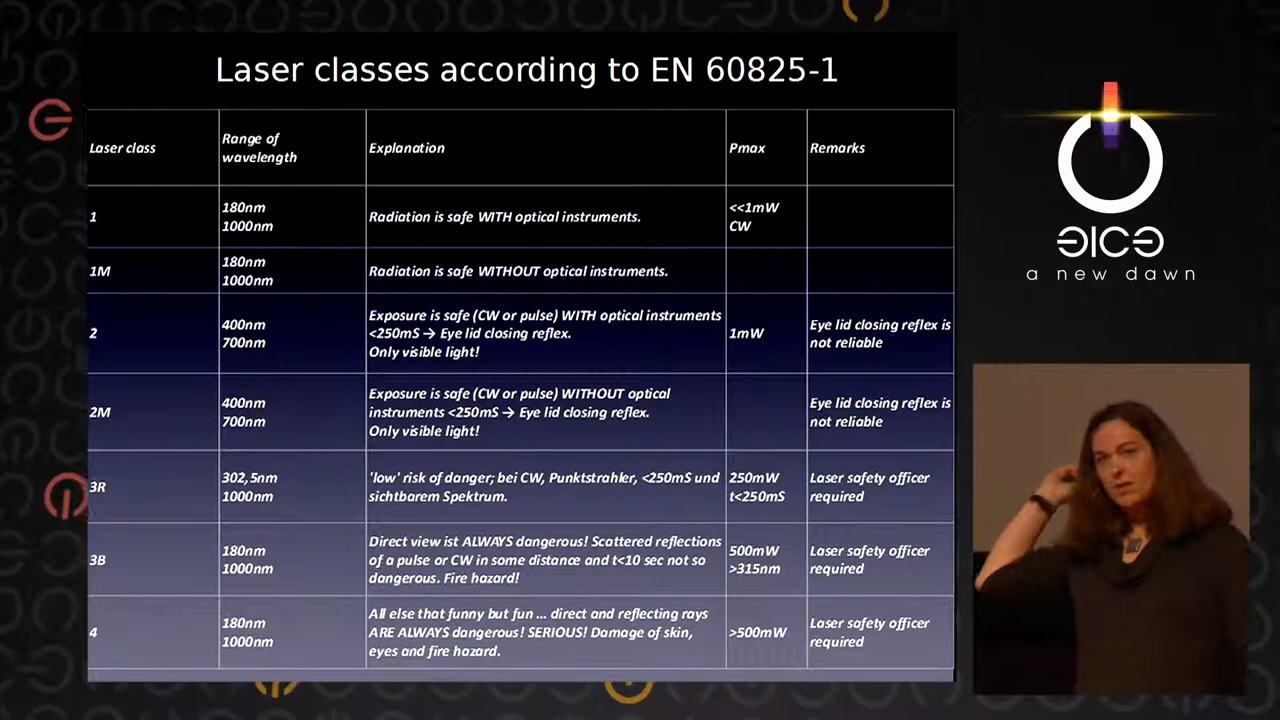 Laser classes according to EN 60825-1
Laser class
Range of
wavelength
Explanation
Pmax
Remarks
1
180nm
1000nm
Radiation is safe WITH optical instruments.
<<1mW
CW
1M
180nm
1000nm
Radiation is safe WITHOUT optical instruments.
2
400nm
700nm
Exposure is safe (CW or pulse) WITH optical instruments
<250mS → Eye lid closing reflex.
Only visible light!
1mW
Eye lid closing reflex is
not reliable
2M
400nm
700nm
Exposure is safe (CW or pulse) WITHOUT optical
instruments <250mS → Eye lid closing reflex.
Only visible light!
Eye lid closing reflex is
not reliable
3R
302,5nm
1000nm
'low' risk of danger; bei CW, Punktstrahler, <250mS und
sichtbarem Spektrum.
250mW
t<250mS
Laser safety officer
required
3B
180nm
1000nm
Direct view ist ALWAYS dangerous! Scattered reflections
of a pulse or CW in some distance and t<10 sec not so
dangerous. Fire hazard!
500mW
>315nm
Laser safety officer
required
4
180nm
1000nm
All else that funny but fun ... direct and reflecting rays
ARE ALWAYS dangerous! SERIOUS! Damage of skin,
eyes and fire hazard.
>500mW
Laser safety officer
required
a new dawn